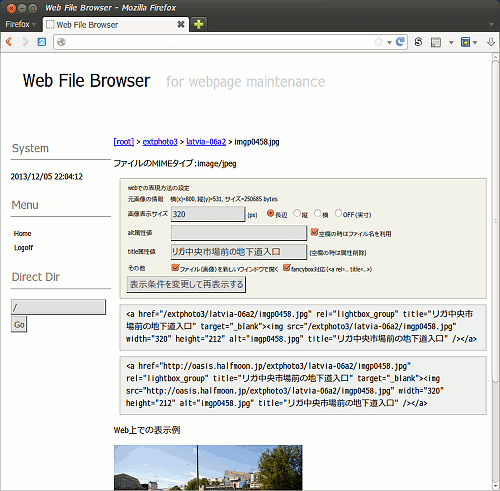 Web File Browser - Mozilla Firefox
Firefox
Web File Browser
Web File Browser for webpage maintenance
System
2013/12/05 22:04:12
Menu
Home
Logoff
Direct Dir
/
Go
[root] > extphoto3 > latvia-06a2 > imgp0458.jpg
ファイルのMIMEタイプ:image/jpeg
webでの表現方法の設定
元画像の情報 横(x)=800, 縦(y)=531, サイズ=250685 bytes
画像表示サイズ 320 (px) 長辺 縦 横 OFF(実寸)
alt属性値 空欄の時はファイル名を利用
title属性値 リガ中央市場前の地下道入口 (空欄の時は属性削除)
その他 ファイル(画像)を新しいウインドウで開く fancybox対応(<a rel=.. title=..>)
表示条件を変更して再表示する
<a href="/extphoto3/latvia-06a2/imgp0458.jpg" rel="lightbox_group" title="リガ中央市
場前の地下道入口" target="_blank"><img src="/extphoto3/latvia-06a2/imgp0458.jpg"
width="320" height="212" alt="imgp0458.jpg" title="リガ中央市場前の地下道入口" /></a>
<a href="http://oasis.halfmoon.jp/extphoto3/latvia-06a2/imgp0458.jpg"
rel="lightbox_group" title="リガ中央市場前の地下道入口" target="_blank"><img
src="http://oasis.halfmoon.jp/extphoto3/latvia-06a2/imgp0458.jpg" width="320"
height="212" alt="imgp0458.jpg" title="リガ中央市場前の地下道入口" /></a>
Web上での表示例